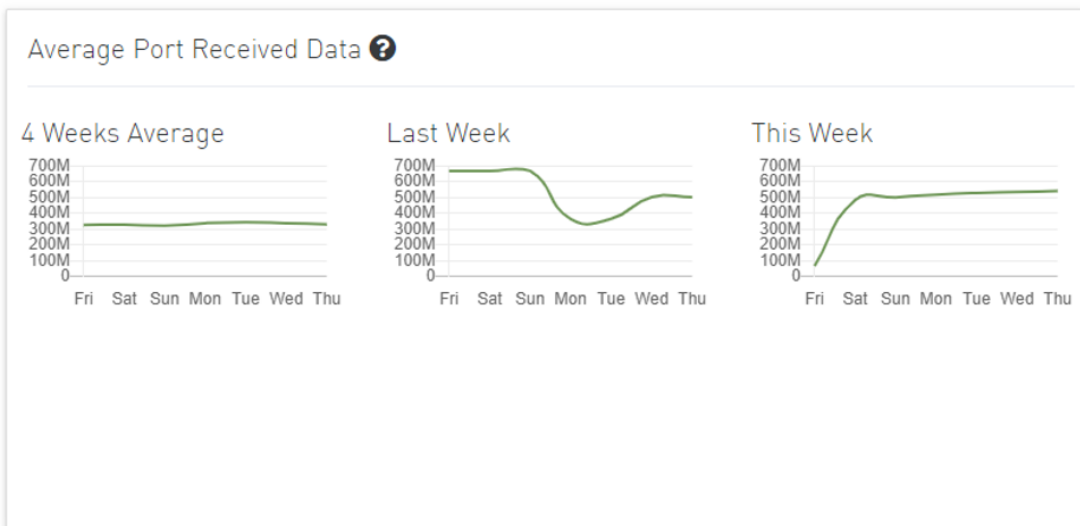 Average Port Received Data ?
4 Weeks Average
700M
600M
500M
400M
300M
200M
100M
0
Fri Sat Sun Mon Tue Wed Thu
Last Week
700M
600M
500M
400M
300M
200M
100M
0
Fri Sat Sun Mon Tue Wed Thu
This Week
700M
600M
500M
400M
300M
200M
100M
0
Fri Sat Sun Mon Tue Wed Thu